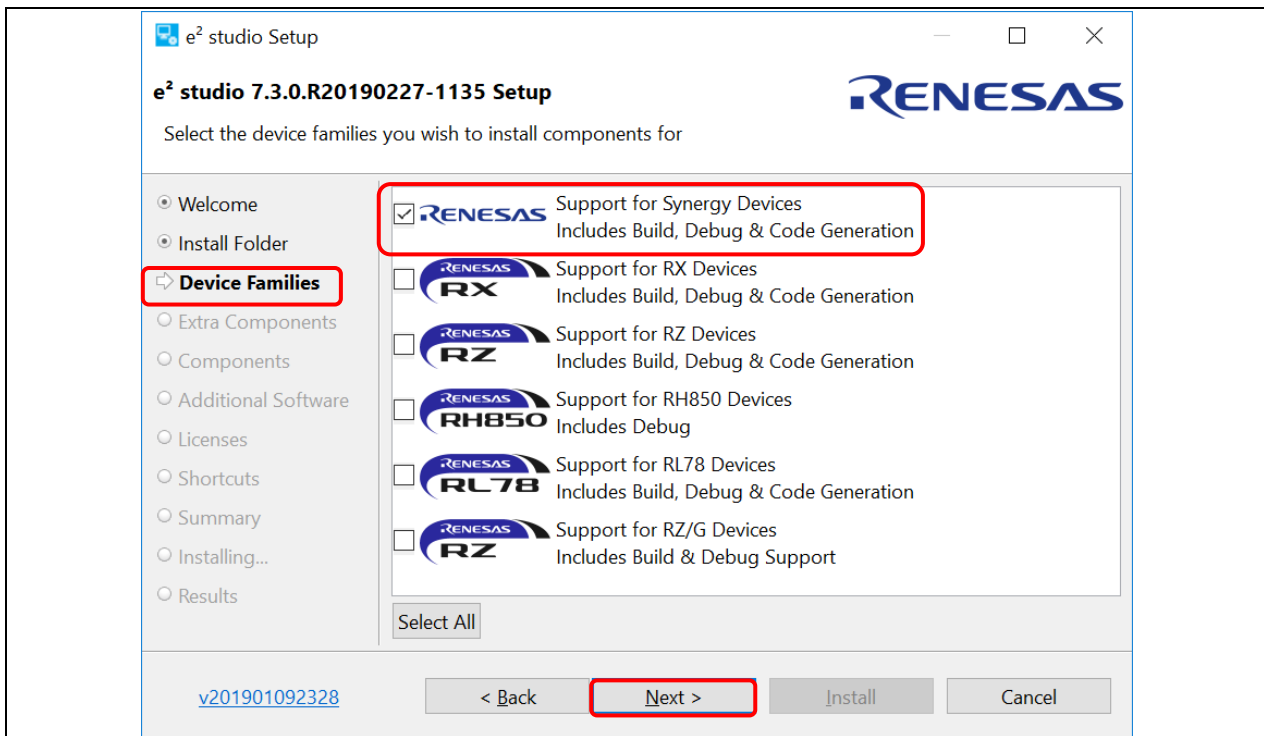 e² studio Setup
e² studio 7.3.0.R20190227-1135 Setup
RENESAS
Select the device families you wish to install components for
Welcome
Install Folder
Device Families
Extra Components
Components
Additional Software
Licenses
Shortcuts
Summary
Installing...
Results
RENESAS
Support for Synergy Devices
Includes Build, Debug & Code Generation
RENESAS
RX
Support for RX Devices
Includes Build, Debug & Code Generation
RENESAS
RZ
Support for RZ Devices
Includes Build, Debug & Code Generation
RENESAS
RH850
Support for RH850 Devices
Includes Debug
RENESAS
RL78
Support for RL78 Devices
Includes Build, Debug & Code Generation
RENESAS
RZ
Support for RZ/G Devices
Includes Build & Debug Support
Select All
v201901092328
< Back
Next >
Install
Cancel